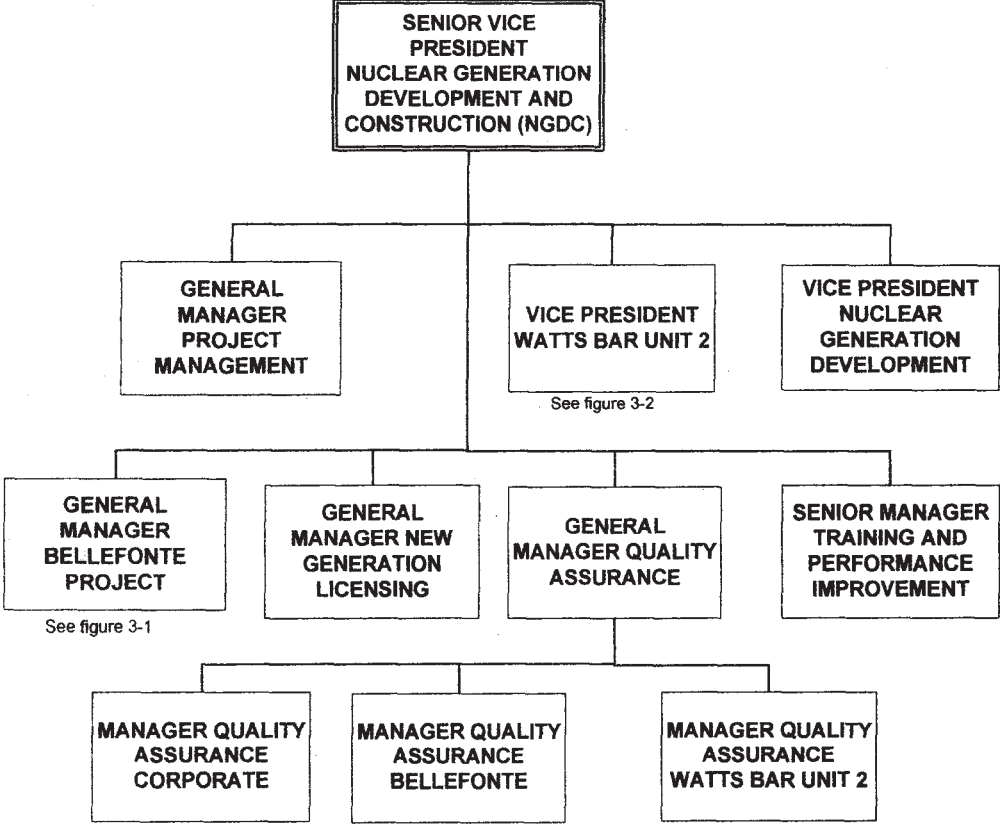 SENIOR VICE
PRESIDENT
NUCLEAR GENERATION
DEVELOPMENT AND
CONSTRUCTION (NGDC)
GENERAL
MANAGER
PROJECT
MANAGEMENT
VICE PRESIDENT
WATTS BAR UNIT 2
See figure 3-2
VICE PRESIDENT
NUCLEAR
GENERATION
DEVELOPMENT
GENERAL
MANAGER
BELLEFONTE
PROJECT
See figure 3-1
GENERAL
MANAGER NEW
GENERATION
LICENSING
GENERAL
MANAGER QUALITY
ASSURANCE
SENIOR MANAGER
TRAINING AND
PERFORMANCE
IMPROVEMENT
MANAGER QUALITY
ASSURANCE
CORPORATE
MANAGER QUALITY
ASSURANCE
BELLEFONTE
MANAGER QUALITY
ASSURANCE
WATTS BAR UNIT 2